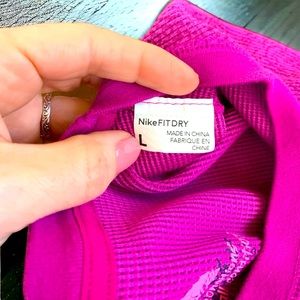 NikeFITDRY
MADE IN CHINA
FABRIQUE EN
CHINE
L